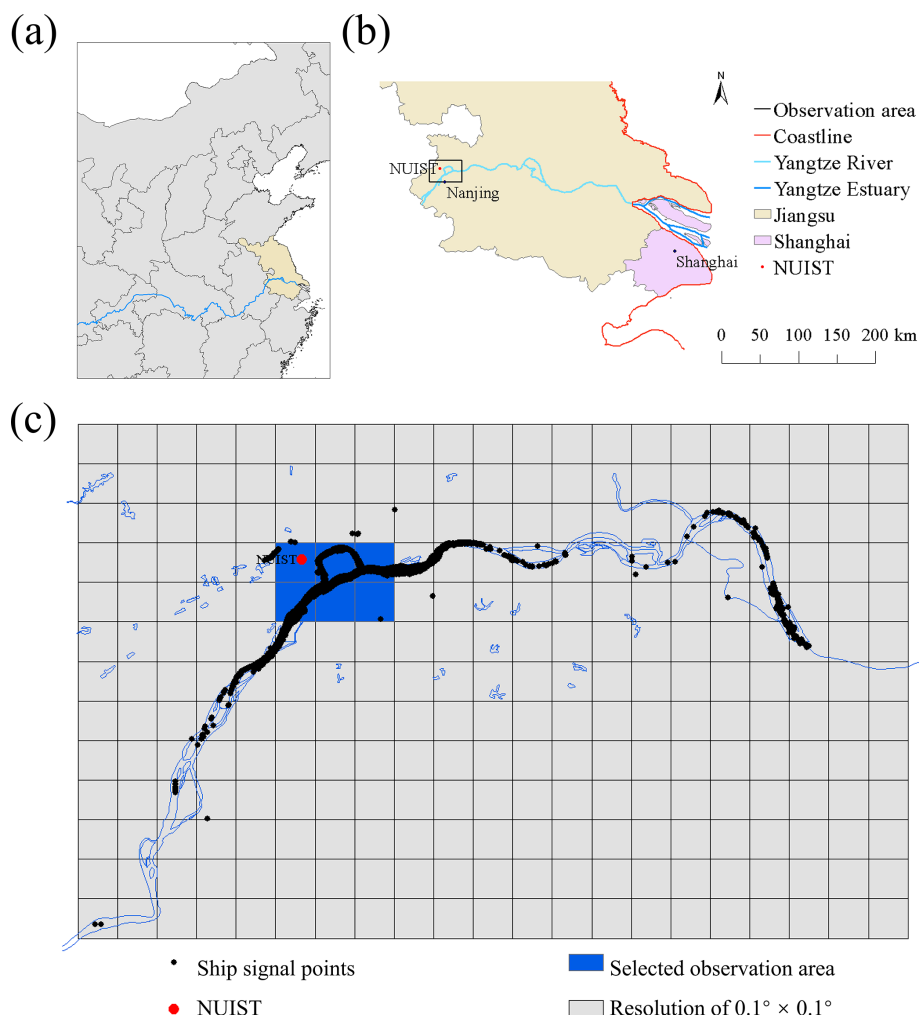 (a)
(b)
N
Observation area
Coastline
Yangtze River
Yangtze Estuary
Jiangsu
Shanghai
NUIST
NUIST
Nanjing
Shanghai
0 50 100 200 km
(c)
NUIST
Ship signal points
Selected observation area
NUIST
Resolution of 0.1° × 0.1°